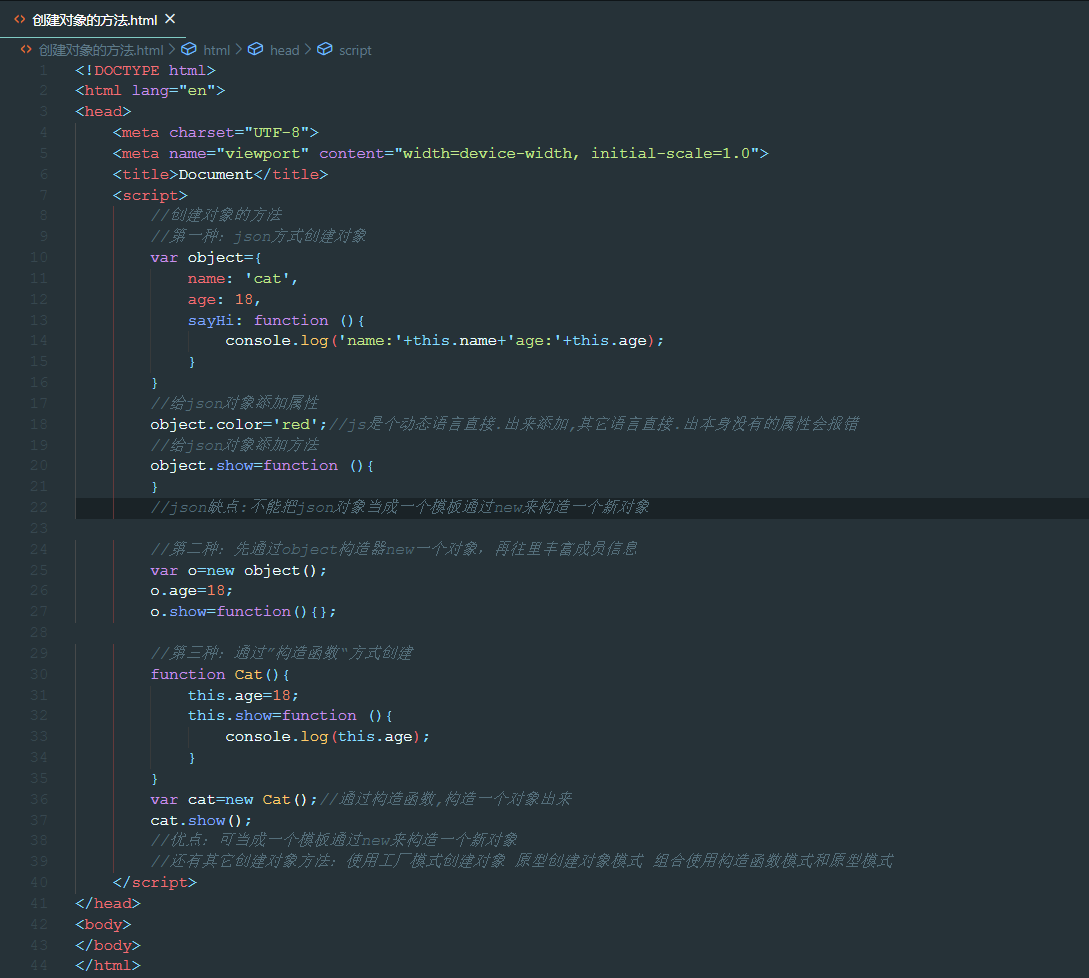 创建对象的方法.html
创建对象的方法.html html head script
1 <!DOCTYPE html>
2 <html lang="en">
3 <head>
4 <meta charset="UTF-8">
5 <meta name="viewport" content="width=device-width, initial-scale=1.0">
6 <title>Document</title>
7 <script>
8 //创建对象的方法
9 //第一种：json方式创建对象
10 var object={
11 name: 'cat',
12 age: 18,
13 sayHi: function (){
14 console.log('name:'+this.name+'age:'+this.age);
15 }
16 }
17 //给json对象添加属性
18 object.color='red';//js是个动态语言直接.出来添加,其它语言直接.出本身没有的属性会报错
19 //给json对象添加方法
20 object.show=function (){
21 }
22 //json缺点:不能把json对象当成一个模板通过new来构造一个新对象
23
24 //第二种：先通过object构造器new一个对象，再往里丰富成员信息
25 var o=new object();
26 o.age=18;
27 o.show=function(){};
28
29 //第三种：通过”构造函数“方式创建
30 function Cat(){
31 this.age=18;
32 this.show=function (){
33 console.log(this.age);
34 }
35 }
36 var cat=new Cat();//通过构造函数,构造一个对象出来
37 cat.show();
38 //优点：可当成一个模板通过new来构造一个新对象
39 //还有其它创建对象方法：使用工厂模式创建对象 原型创建对象模式 组合使用构造函数模式和原型模式
40 </script>
41 </head>
42 <body>
43 </body>
44 </html>